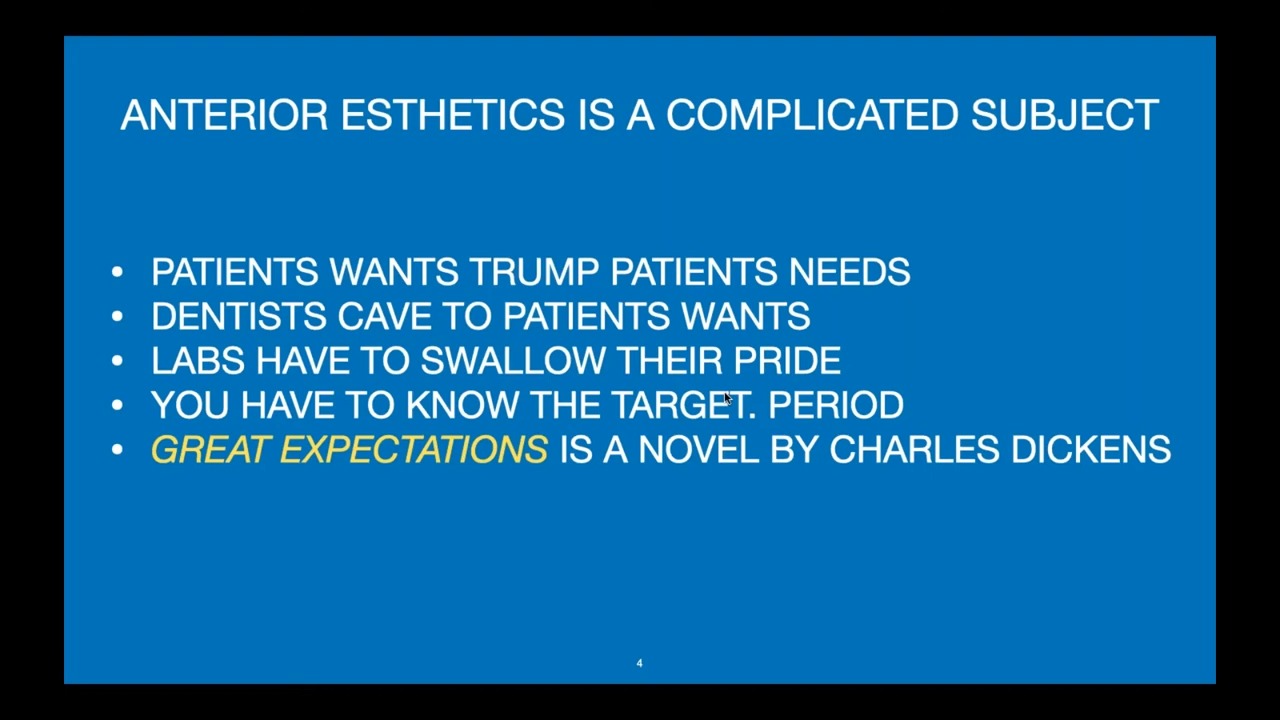 ANTERIOR ESTHETICS IS A COMPLICATED SUBJECT
• PATIENTS WANTS TRUMP PATIENTS NEEDS
• DENTISTS CAVE TO PATIENTS WANTS
• LABS HAVE TO SWALLOW THEIR PRIDE
• YOU HAVE TO KNOW THE TARGET. PERIOD
• GREAT EXPECTATIONS IS A NOVEL BY CHARLES DICKENS
4